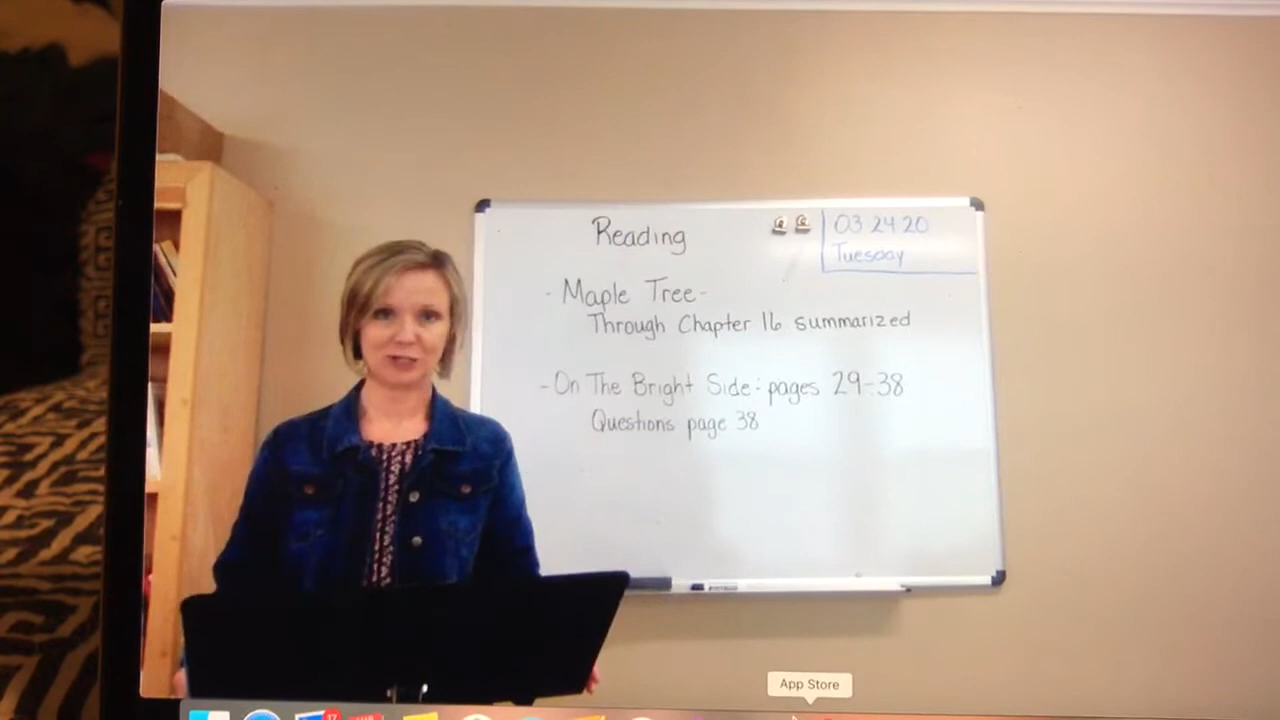 Reading
03 24 20
Tuesday
- Maple Tree -
Through Chapter 16 summarized
- On The Bright Side: pages 29-38
Questions page 38
App Store
17